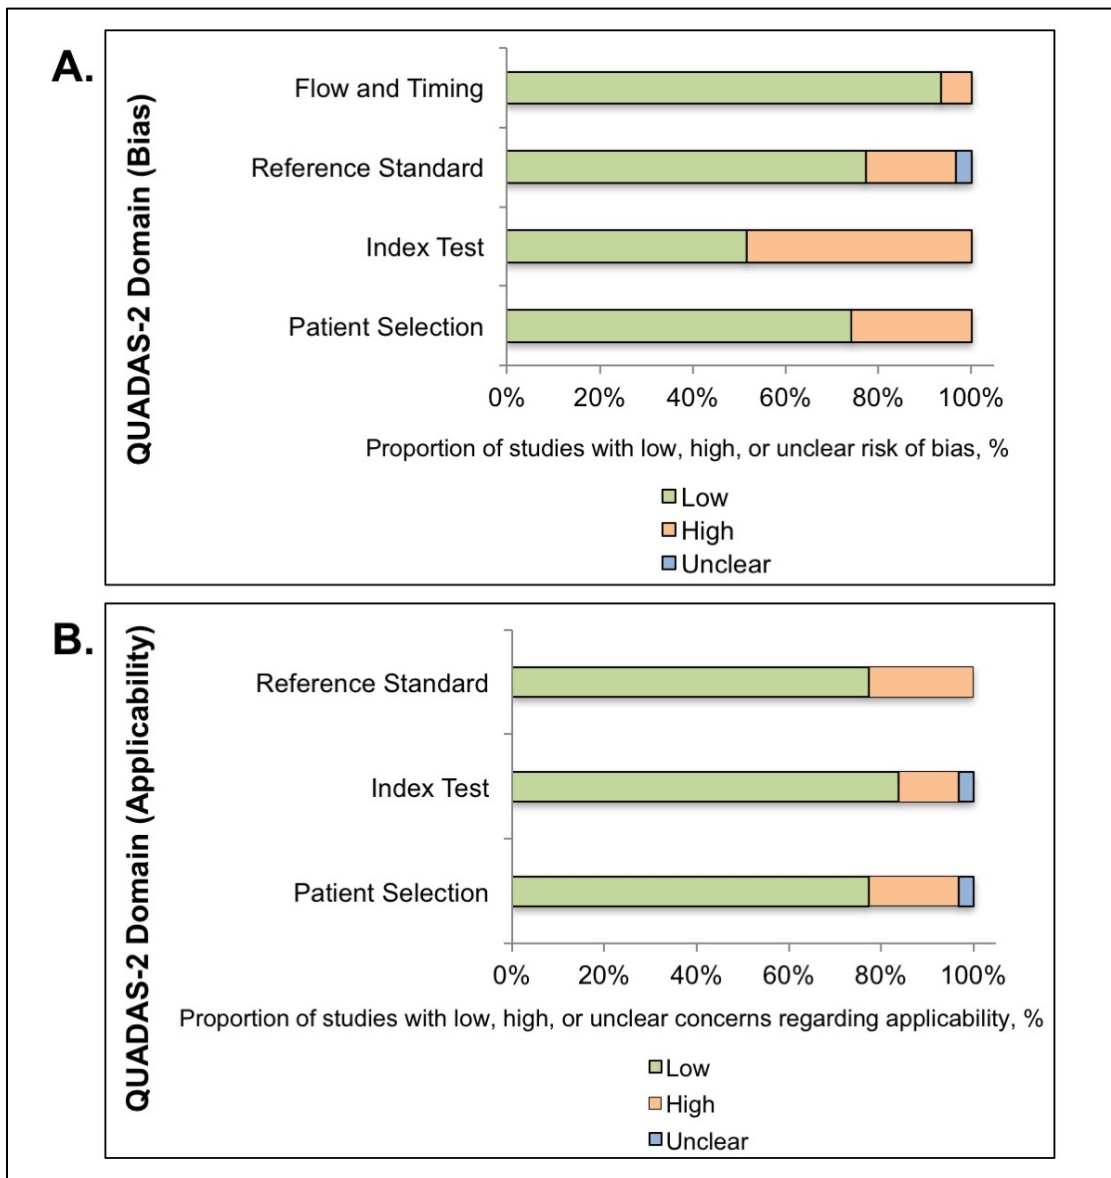 A.
QUADAS-2 Domain (Bias)
Flow and Timing
Reference Standard
Index Test
Patient Selection
0% 20% 40% 60% 80% 100%
Proportion of studies with low, high, or unclear risk of bias, %
Low
High
Unclear
B.
QUADAS-2 Domain (Applicability)
Reference Standard
Index Test
Patient Selection
0% 20% 40% 60% 80% 100%
Proportion of studies with low, high, or unclear concerns regarding applicability, %
Low
High
Unclear